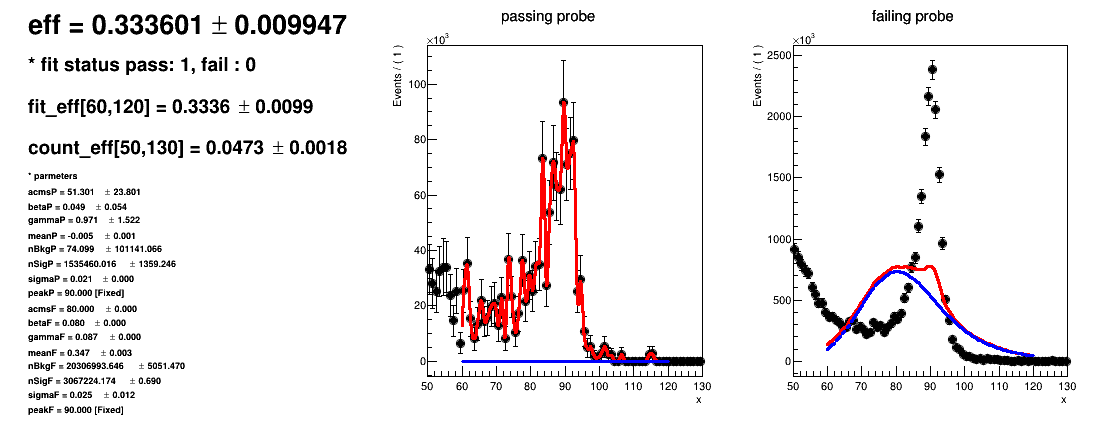 eff = 0.333601 ± 0.009947
* fit status pass: 1, fail : 0
fit_eff[60,120] = 0.3336 ± 0.0099
count_eff[50,130] = 0.0473 ± 0.0018
* parmeters
acmsP = 51.301 ± 23.801
betaP = 0.049 ± 0.054
gammaP = 0.971 ± 1.522
meanP = -0.005 ± 0.001
nBkgP = 74.099 ± 101141.066
nSigP = 1535460.016 ± 1359.246
sigmaP = 0.021 ± 0.000
peakP = 90.000 [Fixed]
acmsF = 80.000 ± 0.000
betaF = 0.080 ± 0.000
gammaF = 0.087 ± 0.000
meanF = 0.347 ± 0.003
nBkgF = 20306993.646 ± 5051.470
nSigF = 3067224.174 ± 0.690
sigmaF = 0.025 ± 0.012
peakF = 90.000 [Fixed]
passing probe
×10³
Events / ( 1 )
100
80
60
40
20
0
50 60 70 80 90 100 110 120 130
x
failing probe
×10³
Events / ( 1 )
2500
2000
1500
1000
500
0
50 60 70 80 90 100 110 120 130
x